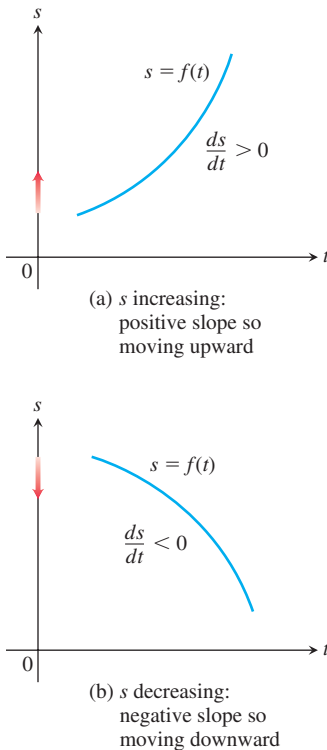 s
s = f(t)
ds/dt > 0
0
t
(a) s increasing:
positive slope so
moving upward
s
s = f(t)
ds/dt < 0
0
t
(b) s decreasing:
negative slope so
moving downward